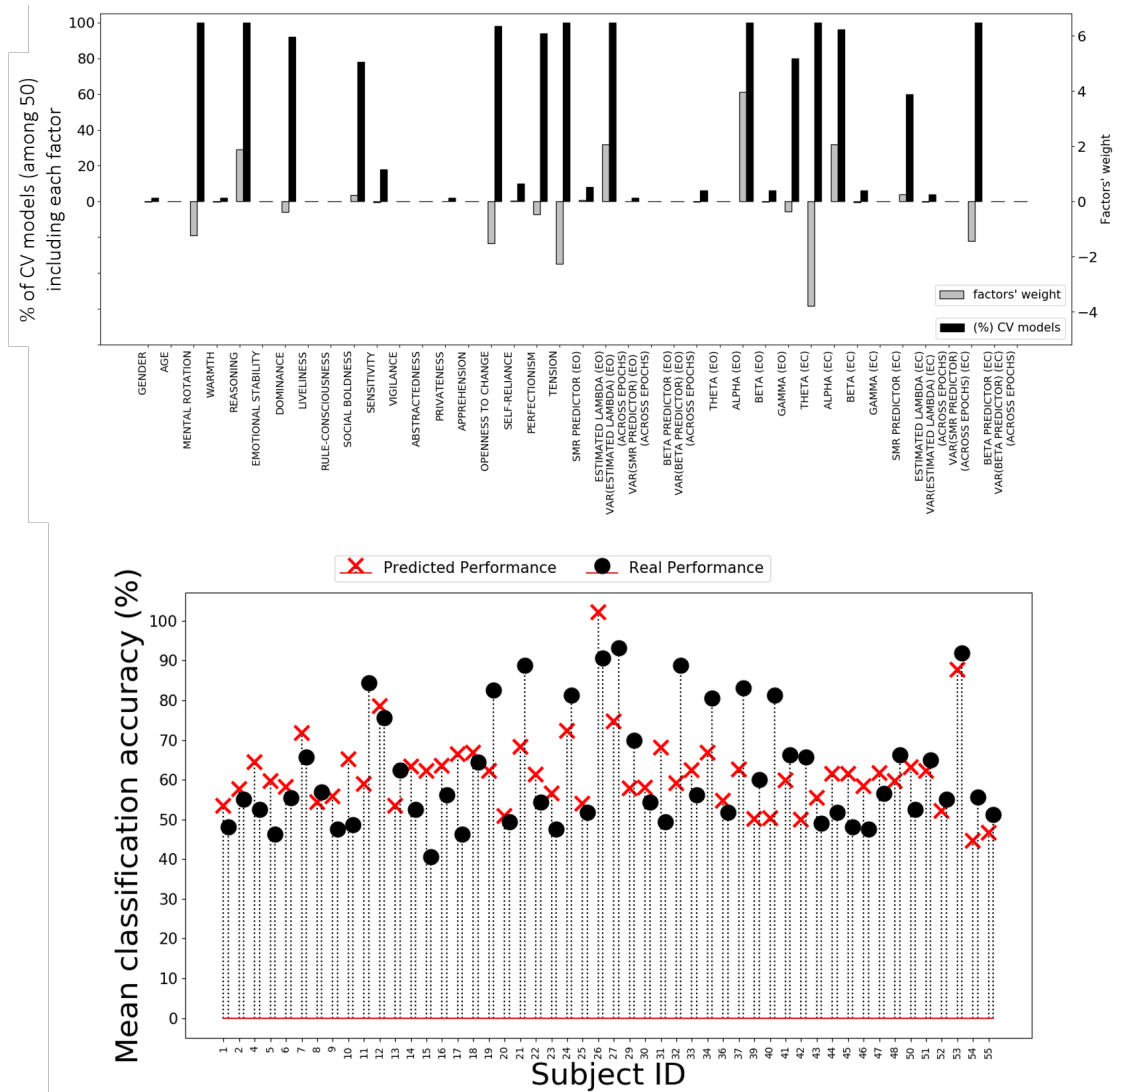 % of CV models (among 50)
including each factor
100
80
60
40
20
0
6
4
2
0
−2
−4
Factors' weight
factors' weight
(%) CV models
GENDER
AGE
MENTAL ROTATION
WARMTH
REASONING
EMOTIONAL STABILITY
DOMINANCE
LIVELINESS
RULE-CONSCIOUSNESS
SOCIAL BOLDNESS
SENSITIVITY
VIGILANCE
ABSTRACTEDNESS
PRIVATENESS
APPREHENSION
OPENNESS TO CHANGE
SELF-RELIANCE
PERFECTIONISM
TENSION
SMR PREDICTOR (EO)
ESTIMATED LAMBDA (EO)
VAR(ESTIMATED LAMBDA) (EO)
(ACROSS EPOCHS)
VAR(SMR PREDICTOR) (EO)
(ACROSS EPOCHS)
BETA PREDICTOR (EO)
VAR(BETA PREDICTOR) (EO)
(ACROSS EPOCHS)
THETA (EO)
ALPHA (EO)
BETA (EO)
GAMMA (EO)
THETA (EC)
ALPHA (EC)
BETA (EC)
GAMMA (EC)
SMR PREDICTOR (EC)
ESTIMATED LAMBDA (EC)
VAR(ESTIMATED LAMBDA) (EC)
(ACROSS EPOCHS)
VAR(SMR PREDICTOR)
(ACROSS EPOCHS) (EC)
BETA PREDICTOR (EC)
VAR(BETA PREDICTOR) (EC)
(ACROSS EPOCHS)
Predicted Performance
Real Performance
Mean classification accuracy (%)
100
90
80
70
60
50
40
30
20
10
0
1 2 4 5 6 7 8 9 10 11 12 13 14 15 16 17 18 19 20 21 22 23 24 25 26 27 29 30 31 32 33 34 36 37 39 40 41 42 43 44 45 46 47 48 50 51 52 53 54 55
Subject ID